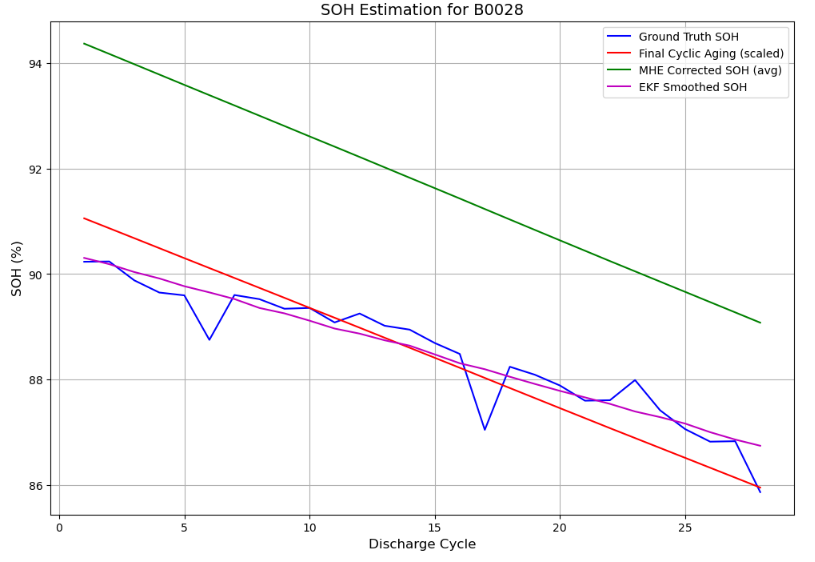 SOH Estimation for B0028
Ground Truth SOH
Final Cyclic Aging (scaled)
MHE Corrected SOH (avg)
EKF Smoothed SOH
94
92
90
88
86
SOH (%)
0
5
10
15
20
25
Discharge Cycle